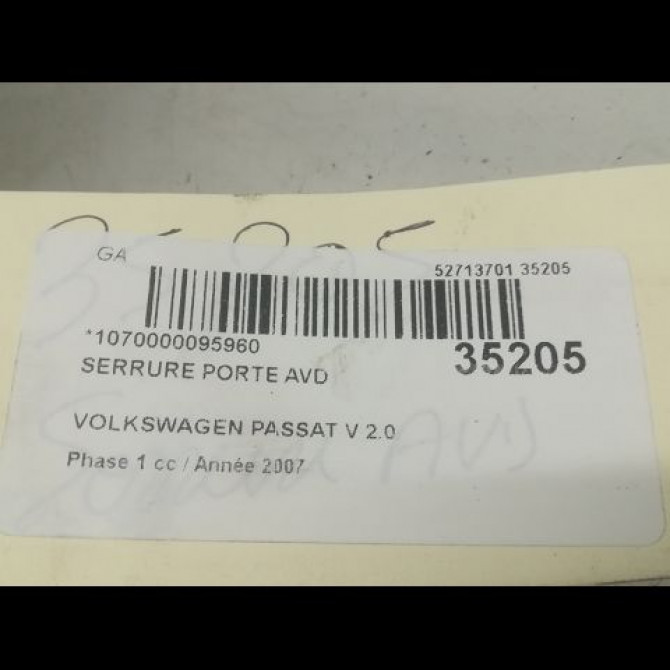 GA
52713701 35205
*1070000095960
35205
SERRURE PORTE AVD
VOLKSWAGEN PASSAT V 2.0
Phase 1 cc / Année 2007